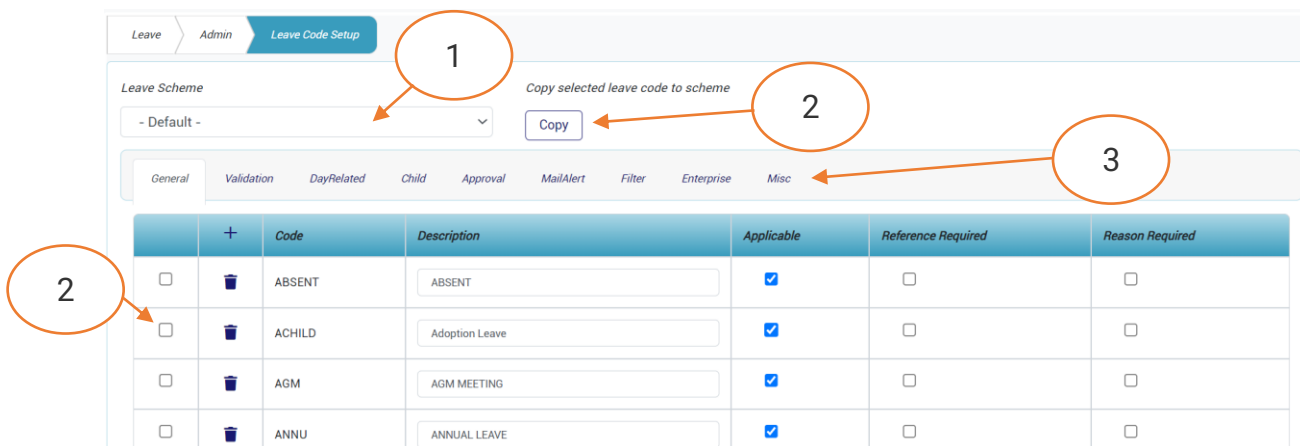 Leave Admin Leave Code Setup
1
Leave Scheme Copy selected leave code to scheme
- Default - Copy
2
3
General Validation DayRelated Child Approval MailAlert Filter Enterprise Misc
+ Code Description Applicable Reference Required Reason Required
2
ABSENT ABSENT
ACHILD Adoption Leave
AGM AGM MEETING
ANNU ANNUAL LEAVE